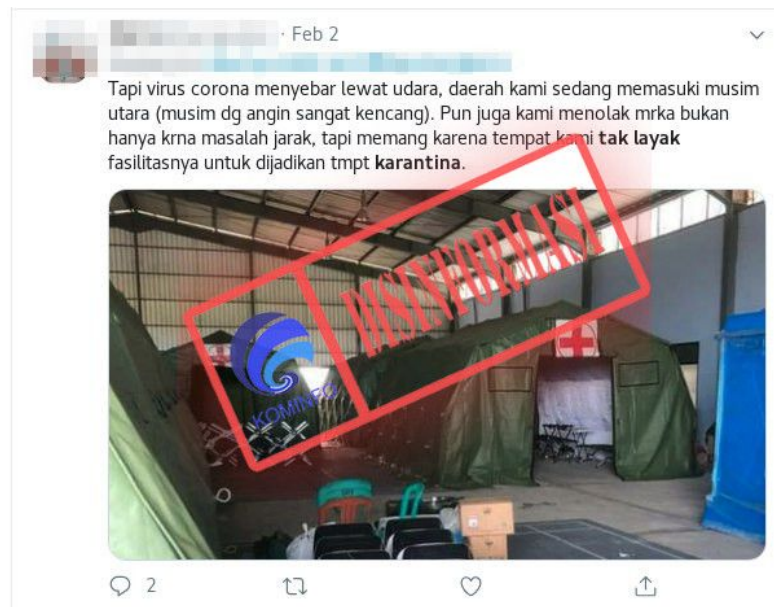 · Feb 2
Tapi virus corona menyebar lewat udara, daerah kami sedang memasuki musim
utara (musim dg angin sangat kencang). Pun juga kami menolak mrka bukan
hanya krna masalah jarak, tapi memang karena tempat kami tak layak
fasilitasnya untuk dijadikan tmpt karantina.
DISINFORMASI
KOMINFO
2